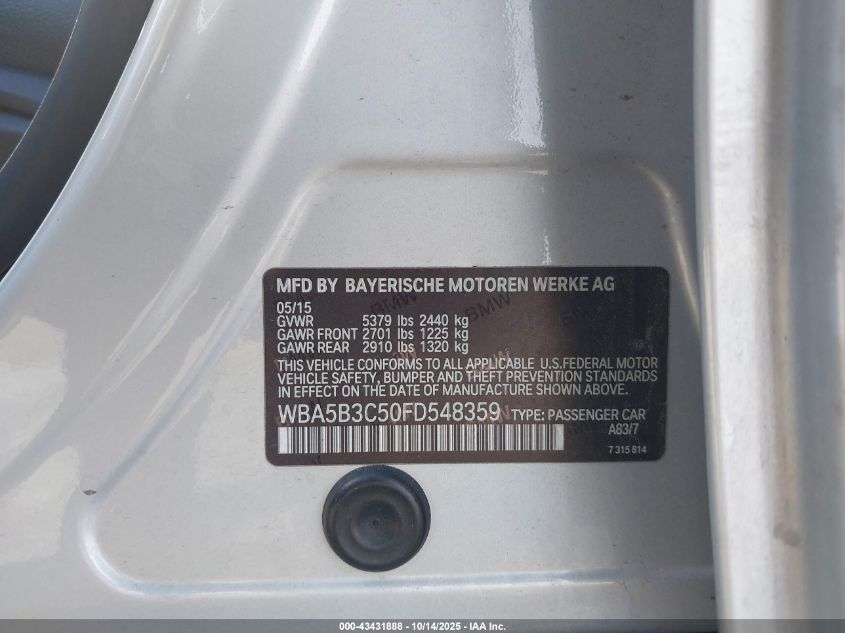 MFD BY BAYERISCHE MOTOREN WERKE AG
05/15
GVWR 5379 lbs 2440 kg
GAWR FRONT 2701 lbs 1225 kg
GAWR REAR 2910 lbs 1320 kg
THIS VEHICLE CONFORMS TO ALL APPLICABLE U.S.FEDERAL MOTOR
VEHICLE SAFETY, BUMPER AND THEFT PREVENTION STANDARDS
IN EFFECT ON THE DATE OF MANUFACTURE SHOWN ABOVE.
WBA5B3C50FD548359 TYPE: PASSENGER CAR
A83/7
7 315 814
000-43431888 - 10/14/2025 - IAA Inc.